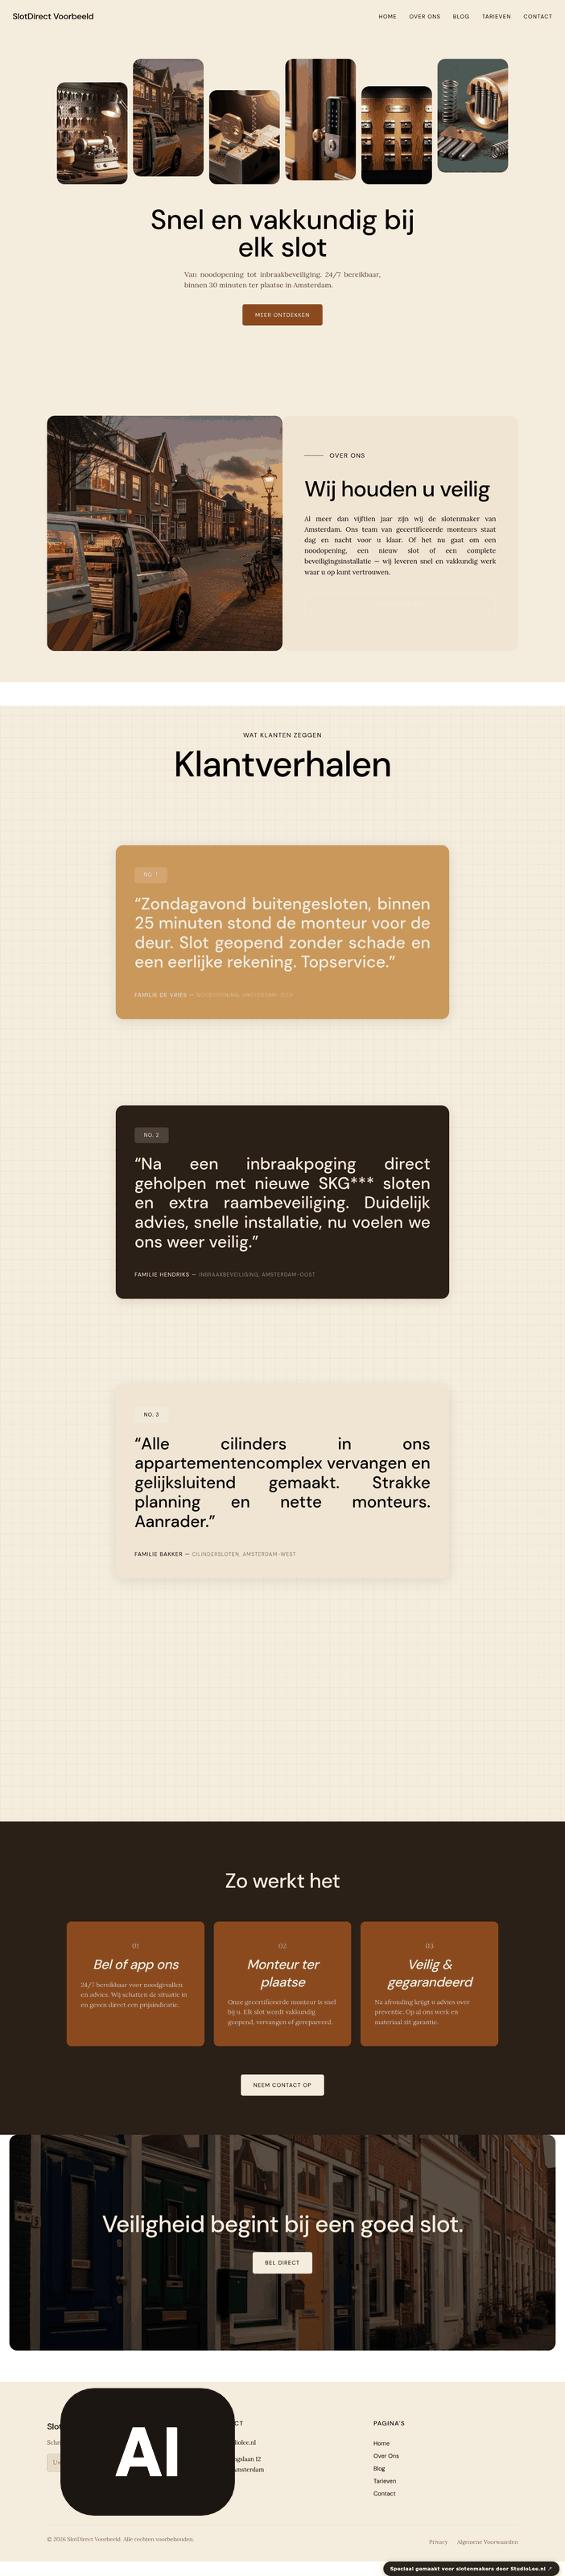 SlotDirect Voorbeeld
HOME OVER ONS BLOG TARIEVEN CONTACT
Snel en vakkundig bij
elk slot
Van noodopening tot inbraakbeveiliging. 24/7 bereikbaar,
binnen 30 minuten ter plaatse in Amsterdam.
MEER ONTDEKKEN
OVER ONS
Wij houden u veilig
Al meer dan vijftien jaar zijn wij de slotenmaker van
Amsterdam. Ons team van gecertificeerde monteurs staat
dag en nacht voor u klaar. Of het nu gaat om een
noodopening, een nieuw slot of een complete
beveiligingsinstallatie — wij leveren snel en vakkundig werk
waar u op kunt vertrouwen.
WAT KLANTEN ZEGGEN
Klantverhalen
NO. 1
“Zondagavond buitengesloten, binnen
25 minuten stond de monteur voor de
deur. Slot geopend zonder schade en
een eerlijke rekening. Topservice.”
FAMILIE DE VRIES —
NO. 2
“Na een inbraakpoging direct
geholpen met nieuwe SKG*** sloten
en extra raambeveiliging. Duidelijk
advies, snelle installatie, nu voelen we
ons weer veilig.”
FAMILIE HENDRIKS — INBRAAKBEVEILIGING, AMSTERDAM-OOST
NO. 3
“Alle cilinders in ons
appartementencomplex vervangen en
gelijksluitend gemaakt. Strakke
planning en nette monteurs.
Aanrader.”
FAMILIE BAKKER — CILINDERSLOTEN, AMSTERDAM-WEST
Zo werkt het
01
Bel of app ons
24/7 bereikbaar voor noodgevallen
en advies. Wij schatten de situatie in
en geven direct een prijsindicatie.
02
Monteur ter
plaatse
Onze gecertificeerde monteur is snel
bij u. Elk slot wordt vakkundig
geopend, vervangen of gerepareerd.
03
Veilig &
gegarandeerd
Na afronding krijgt u advies over
preventie. Op al ons werk en
materiaal zit garantie.
NEEM CONTACT OP
Veiligheid begint bij een goed slot.
BEL DIRECT
AI
PAGINA'S
Home
Over Ons
Blog
Tarieven
Contact
© 2026 SlotDirect Voorbeeld. Alle rechten voorbehouden.
Privacy Algemene Voorwaarden
Speciaal gemaakt voor slotenmakers door StudioLee.nl ↗